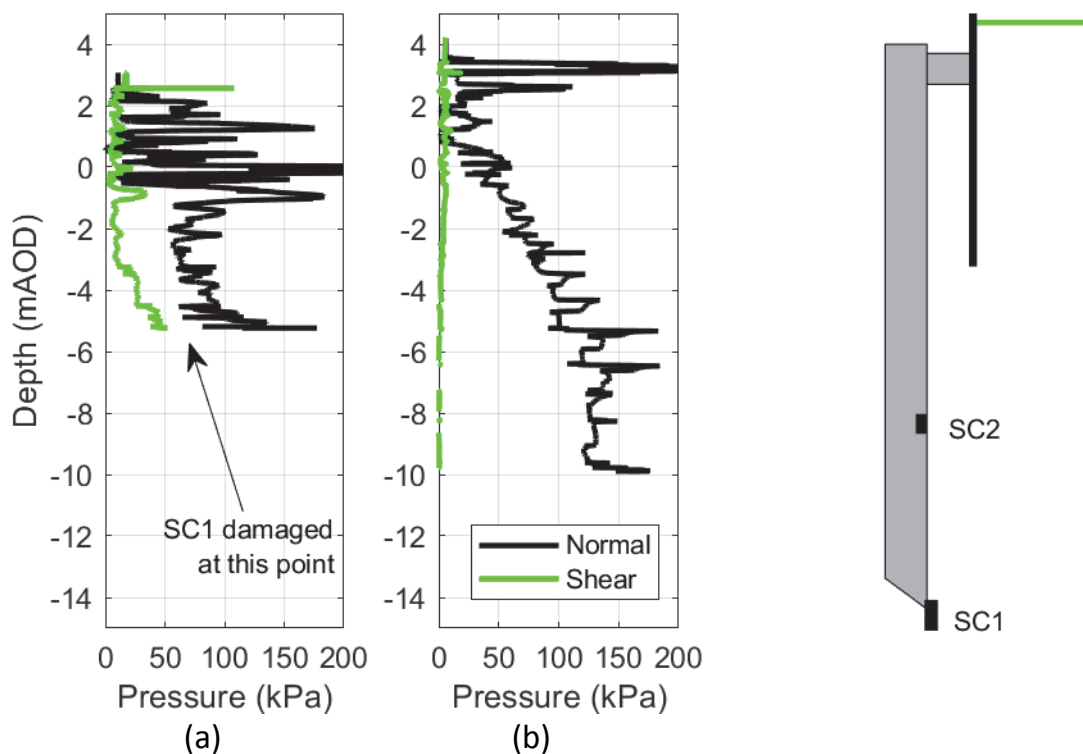 4
2
0
-2
-4
-6
-8
-10
-12
-14
Depth (mAOD)
SC1 damaged
at this point
0 50 100 150 200
Pressure (kPa)
(a)
4
2
0
-2
-4
-6
-8
-10
-12
-14
Normal
Shear
0 50 100 150 200
Pressure (kPa)
(b)
SC2
SC1